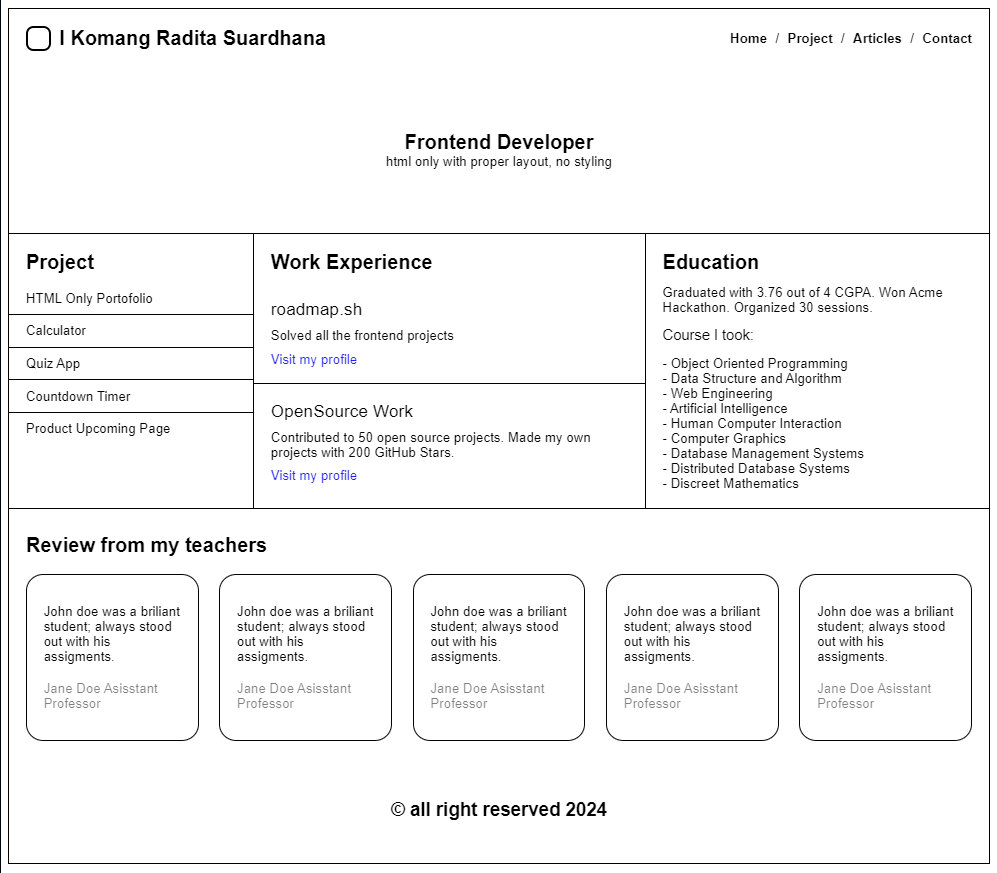 I Komang Radita Suardhana
Home / Project / Articles / Contact
Frontend Developer
html only with proper layout, no styling
Project
HTML Only Portofolio
Calculator
Quiz App
Countdown Timer
Product Upcoming Page
Work Experience
roadmap.sh
Solved all the frontend projects
Visit my profile
OpenSource Work
Contributed to 50 open source projects. Made my own
projects with 200 GitHub Stars.
Visit my profile
Education
Graduated with 3.76 out of 4 CGPA. Won Acme
Hackathon. Organized 30 sessions.
Course I took:
- Object Oriented Programming
- Data Structure and Algorithm
- Web Engineering
- Artificial Intelligence
- Human Computer Interaction
- Computer Graphics
- Database Management Systems
- Distributed Database Systems
- Discreet Mathematics
Review from my teachers
John doe was a briliant
student; always stood
out with his
assigments.
Jane Doe Asisstant
Professor
John doe was a briliant
student; always stood
out with his
assigments.
Jane Doe Asisstant
Professor
John doe was a briliant
student; always stood
out with his
assigments.
Jane Doe Asisstant
Professor
John doe was a briliant
student; always stood
out with his
assigments.
Jane Doe Asisstant
Professor
John doe was a briliant
student; always stood
out with his
assigments.
Jane Doe Asisstant
Professor
© all right reserved 2024